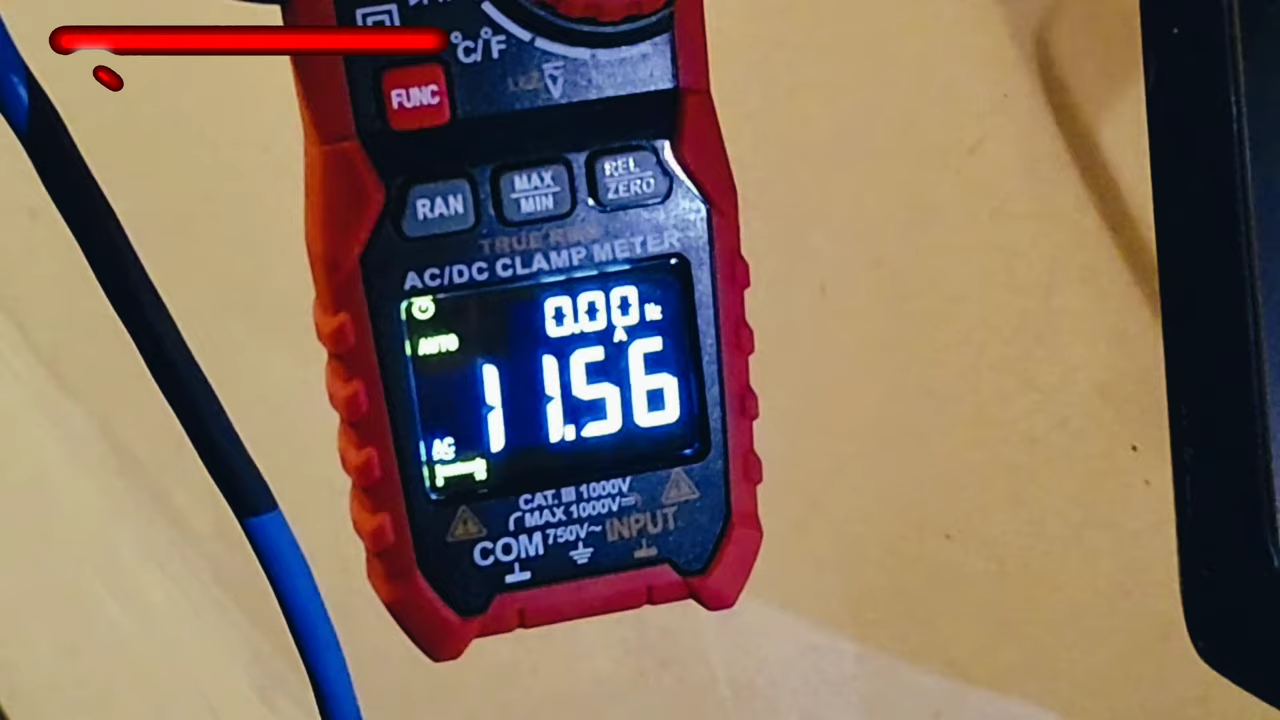 °C/°F
FUNC
RAN
MAX
MIN
REL
ZERO
TRUE RMS
AC/DC CLAMP METER
0.00 Hz
AUTO
A
11.56
AC
CAT. III 1000V
MAX 1000V
COM 750V~ INPUT